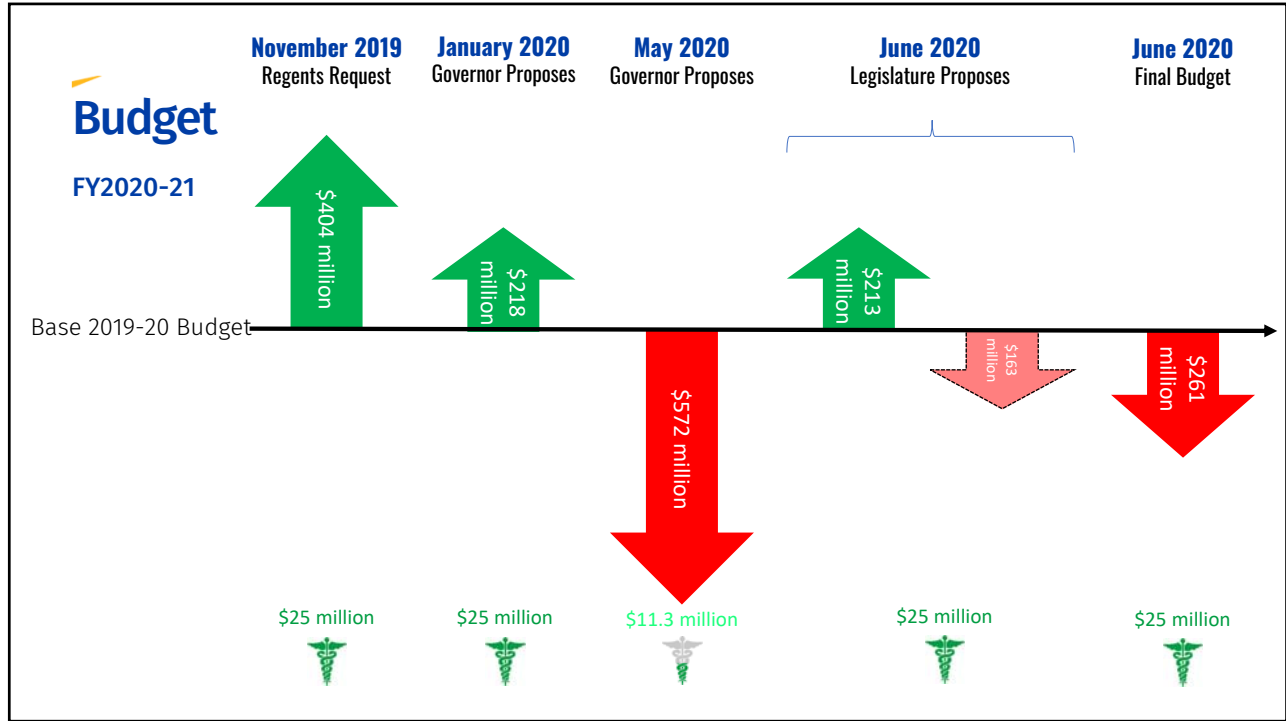 November 2019
Regents Request
January 2020
Governor Proposes
May 2020
Governor Proposes
June 2020
Legislature Proposes
June 2020
Final Budget
Budget
FY2020-21
$404 million
$218
million
$572 million
$213
million
$163
million
$261
million
Base 2019-20 Budget
$25 million
$25 million
$11.3 million
$25 million
$25 million